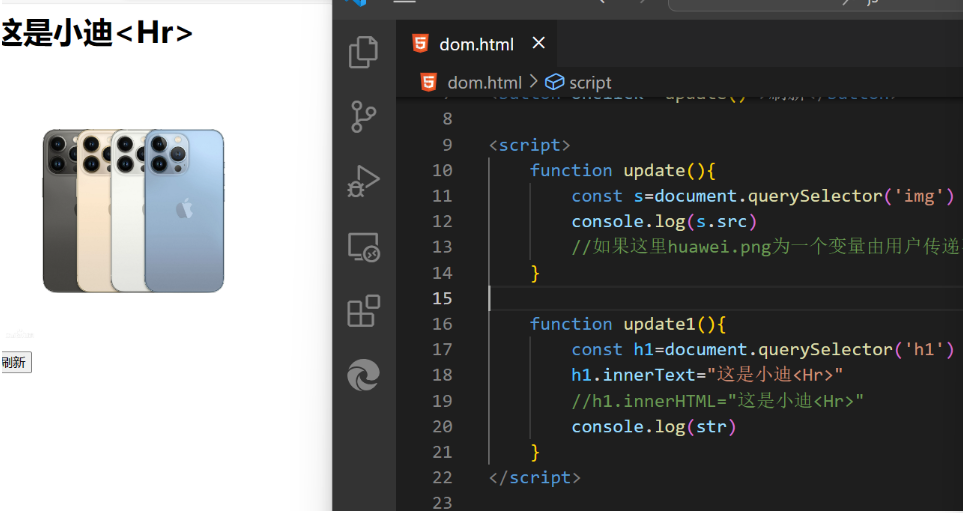 这是小迪<Hr>
刷新
dom.html
dom.html > script
8
9 <script>
10 function update(){
11 const s=document.querySelector('img')
12 console.log(s.src)
13 //如果这里huawei.png为一个变量由用户传递
14 }
15
16 function update1(){
17 const h1=document.querySelector('h1')
18 h1.innerText="这是小迪<Hr>"
19 //h1.innerHTML="这是小迪<Hr>"
20 console.log(str)
21 }
22 </script>
23